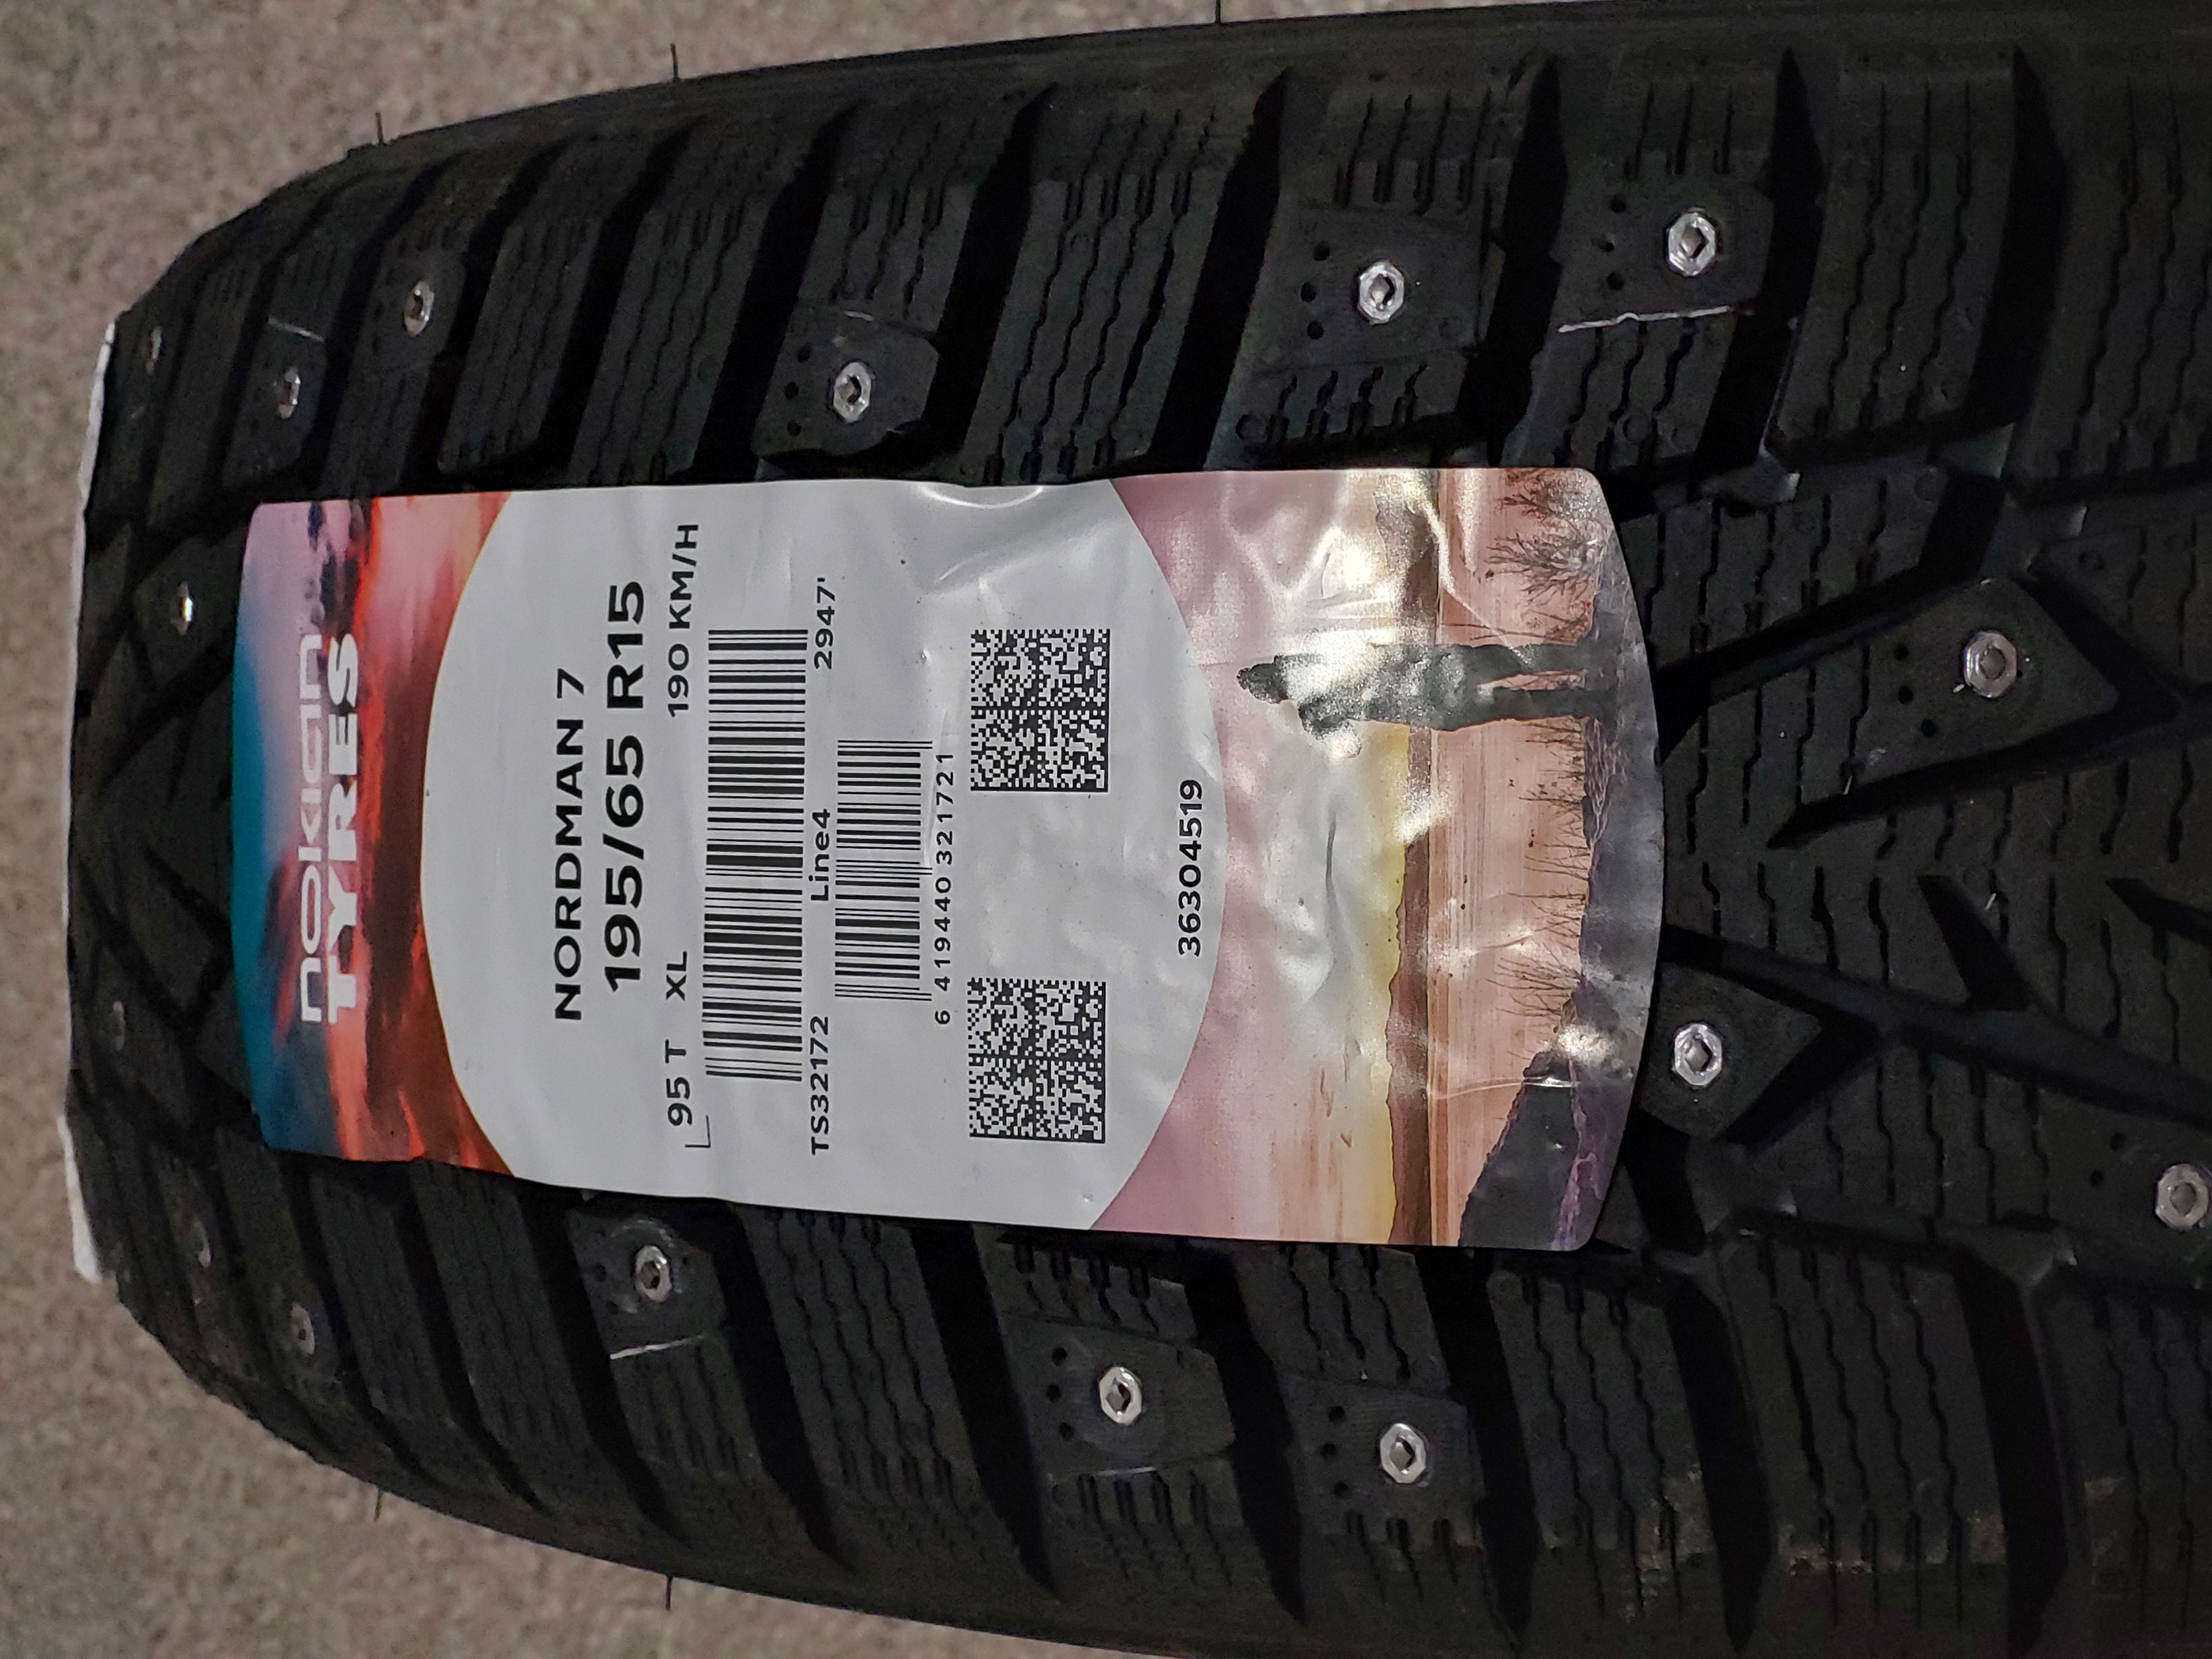 nokian
TYRES
NORDMAN 7
195/65 R15
95 T XL 190 KM/H
TS32172 Line4 2947'
6 419440 321721
36304519